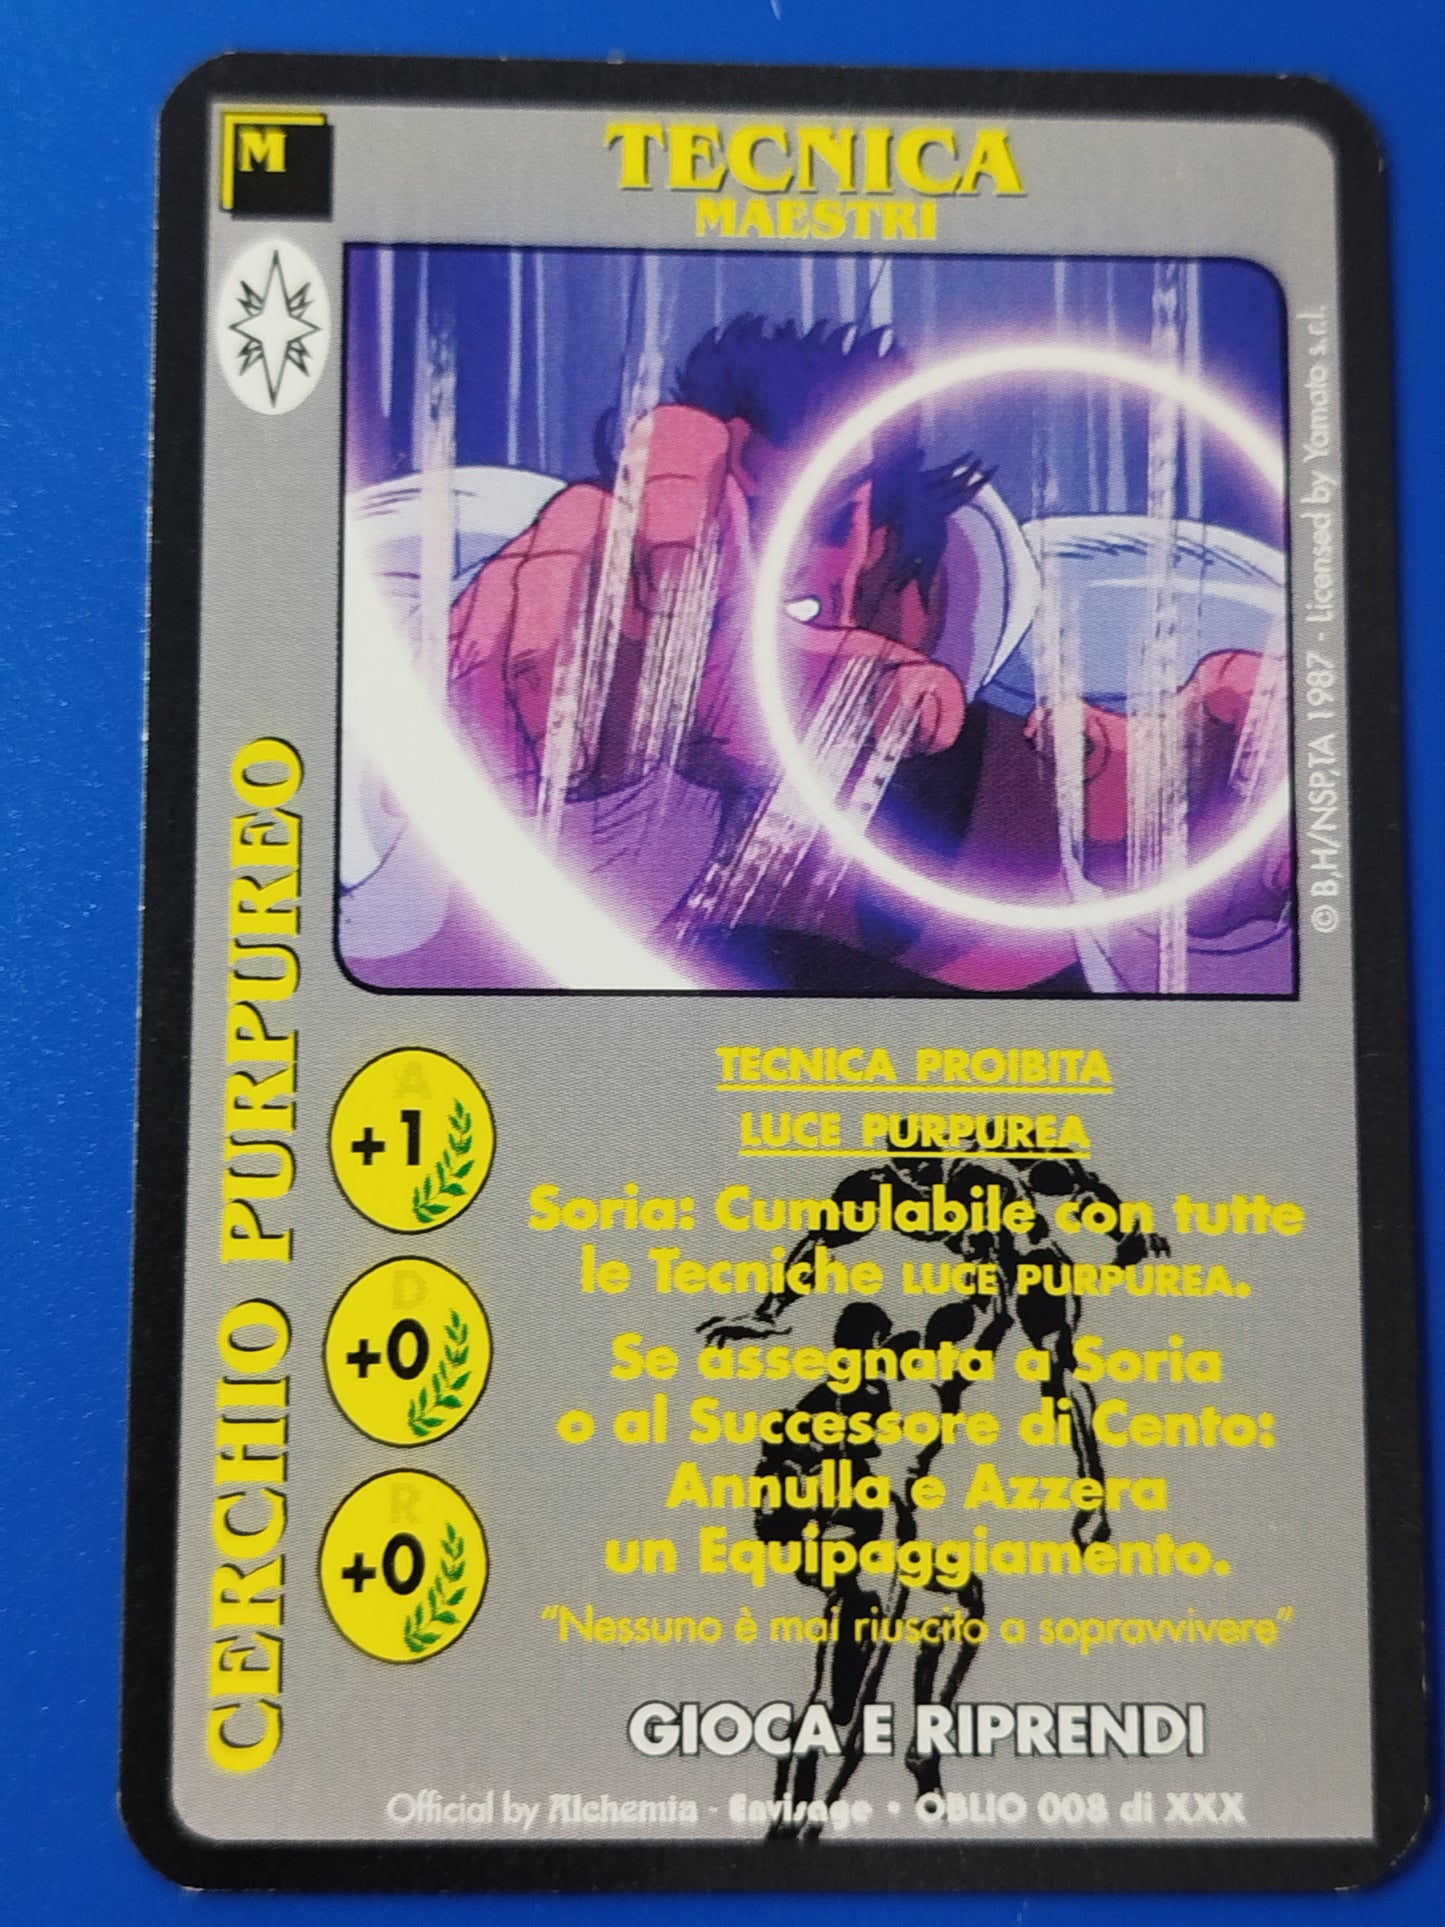 M
TECNICA
MAESTRI
© B,H/NSP,TA 1987 - Licensed by Yamato s.r.l.
CERCHIO PURPUREO
A
+1
D
+0
R
+0
TECNICA PROIBITA
LUCE PURPUREA
Soria: Cumulabile con tutte
le Tecniche LUCE PURPUREA.
Se assegnata a Soria
o al Successore di Cento:
Annulla e Azzera
un Equipaggiamento.
"Nessuno è mai riuscito a sopravvivere"
GIOCA E RIPRENDI
Official by Alchemia - Envisage • OBLIO 008 di XXX